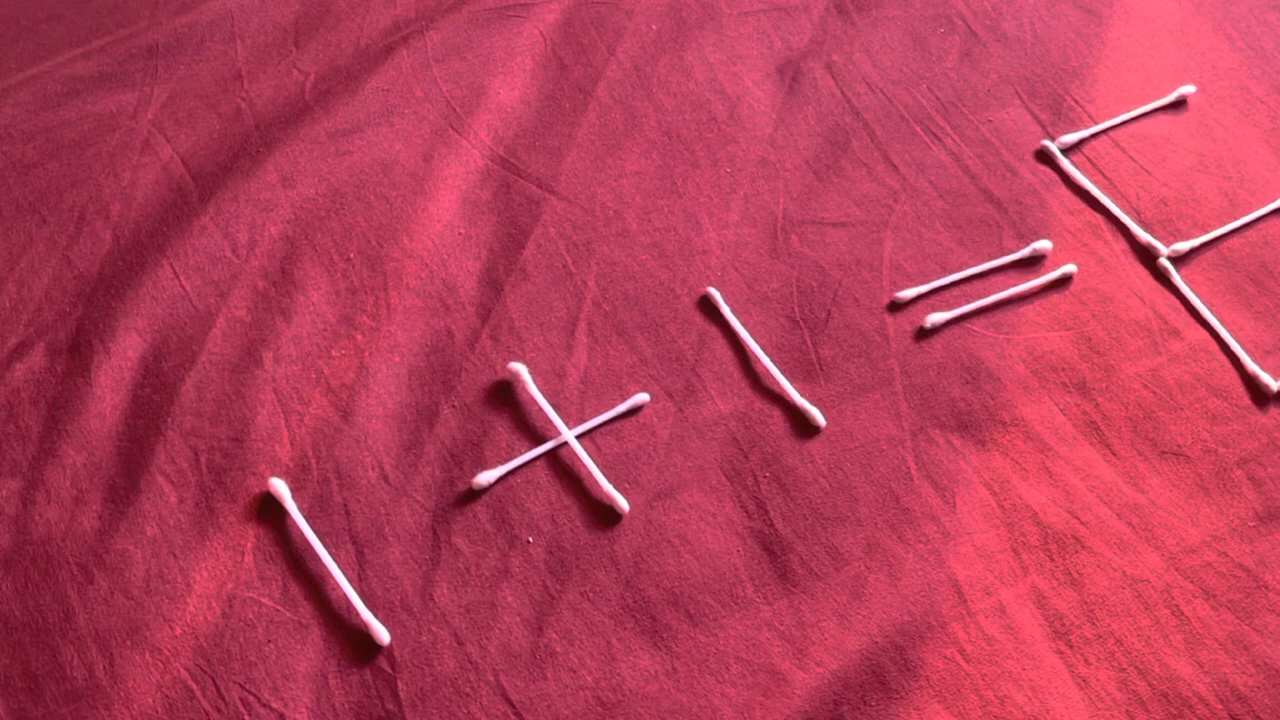 1 + 1 =